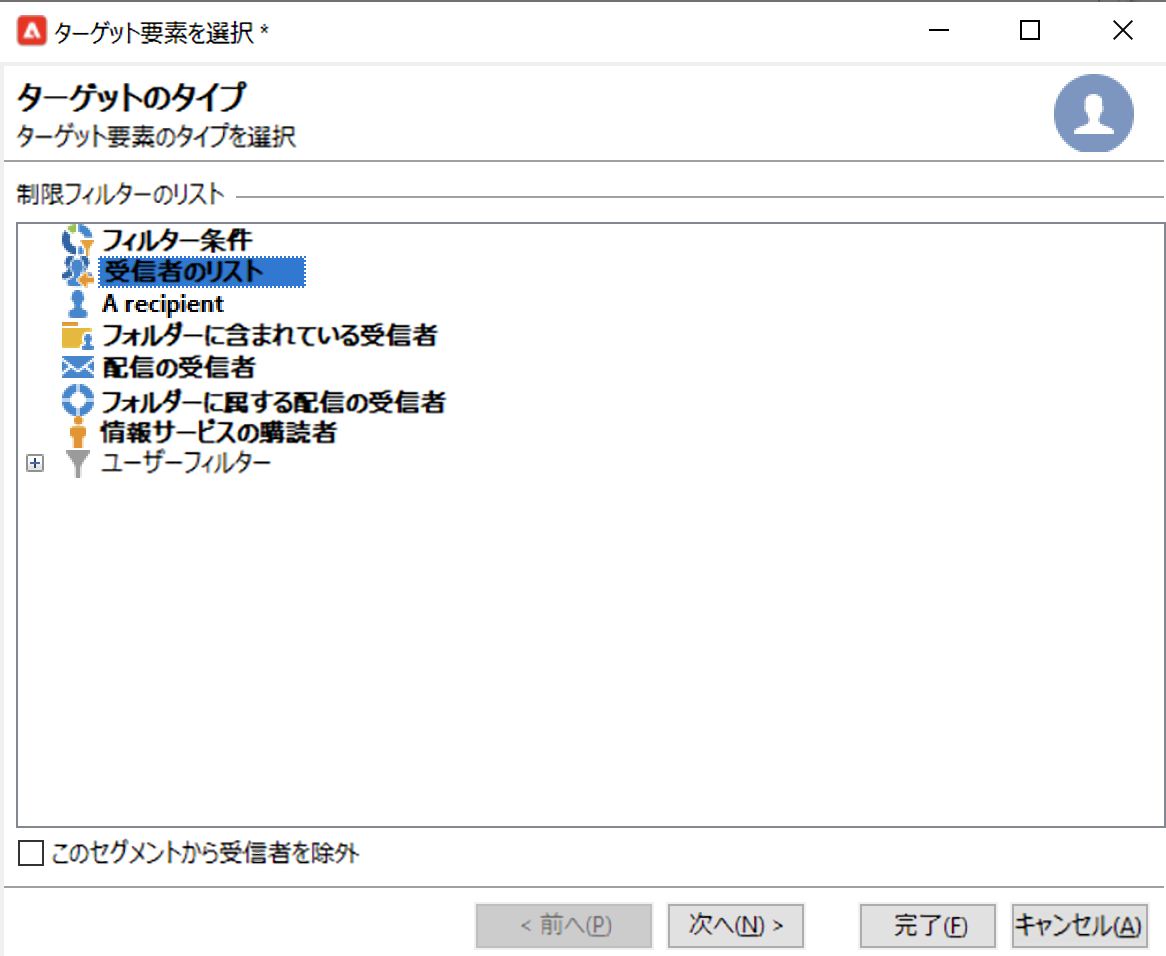 ターゲット要素を選択 *
ターゲットのタイプ
ターゲット要素のタイプを選択
制限フィルターのリスト
フィルター条件
受信者のリスト
A recipient
フォルダーに含まれている受信者
配信の受信者
フォルダーに属する配信の受信者
情報サービスの購読者
ユーザーフィルター
このセグメントから受信者を除外
< 前へ(P) 次へ(N) > 完了(F) キャンセル(A)